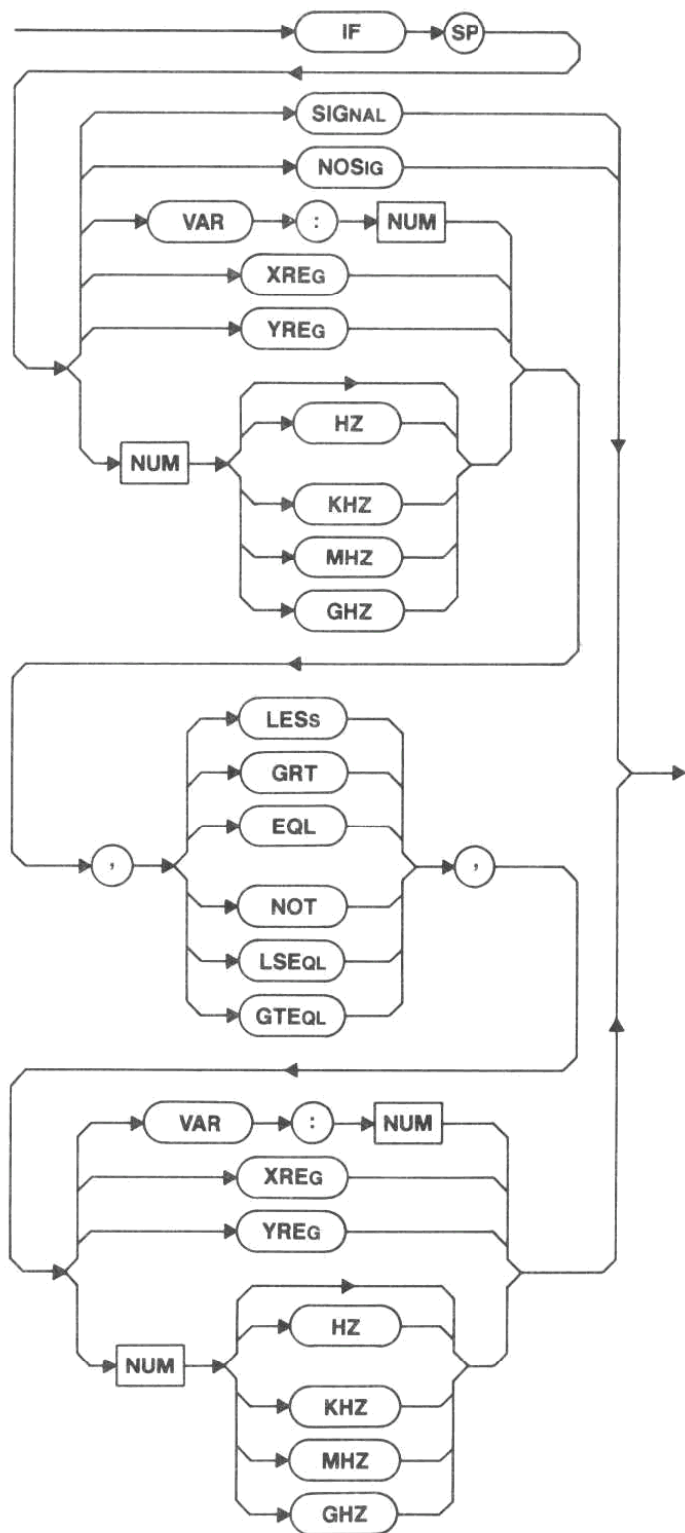 IF SP
SIGNAL
NOSIG
VAR : NUM
XREG
YREG
HZ
NUM
KHZ
MHZ
GHZ
LESS
GRT
EQL
, ,
NOT
LSEQL
GTEQL
VAR : NUM
XREG
YREG
HZ
NUM
KHZ
MHZ
GHZ